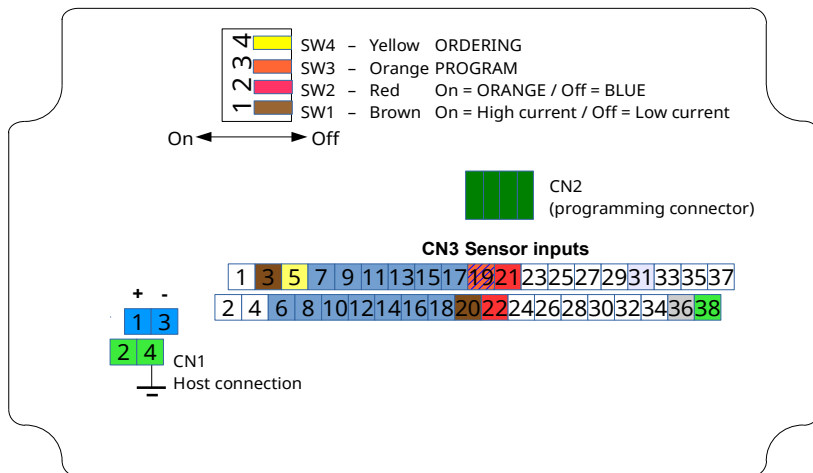 4 SW4 – Yellow ORDERING
3 SW3 – Orange PROGRAM
2 SW2 – Red On = ORANGE / Off = BLUE
1 SW1 – Brown On = High current / Off = Low current
On Off
CN2
(programming connector)
CN3 Sensor inputs
1 3 5 7 9 11 13 15 17 19 21 23 25 27 29 31 33 35 37
2 4 6 8 10 12 14 16 18 20 22 24 26 28 30 32 34 36 38
+ -
1 3
2 4
CN1
Host connection